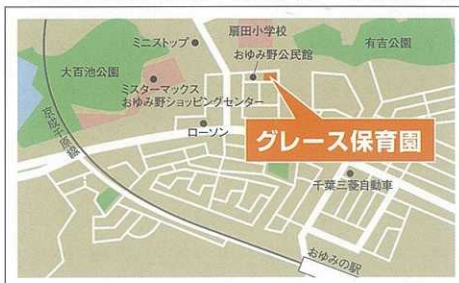 扇田小学校
ミニストップ
有吉公園
おゆみ野公民館
大百池公園
ミスターマックス
おゆみ野ショッピングセンター
京成千原線
ローソン
グレース保育園
千葉三菱自動車
おゆみの駅